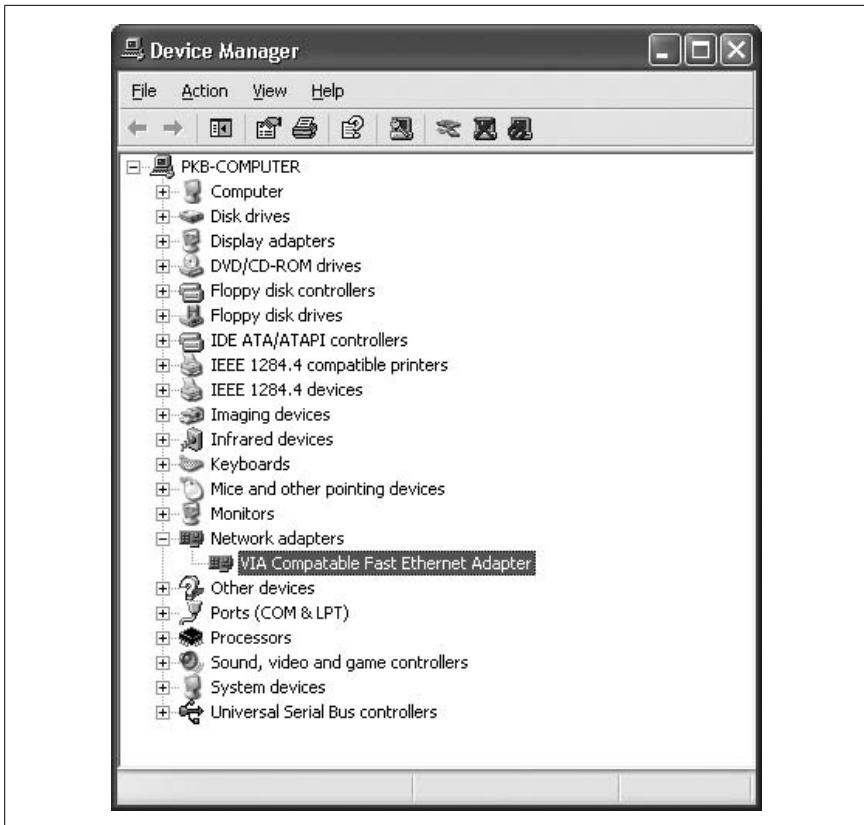 Device Manager
File Action View Help
PKB-COMPUTER
Computer
Disk drives
Display adapters
DVD/CD-ROM drives
Floppy disk controllers
Floppy disk drives
IDE ATA/ATAPI controllers
IEEE 1284.4 compatible printers
IEEE 1284.4 devices
Imaging devices
Infrared devices
Keyboards
Mice and other pointing devices
Monitors
Network adapters
VIA Compatable Fast Ethernet Adapter
Other devices
Ports (COM & LPT)
Processors
Sound, video and game controllers
System devices
Universal Serial Bus controllers